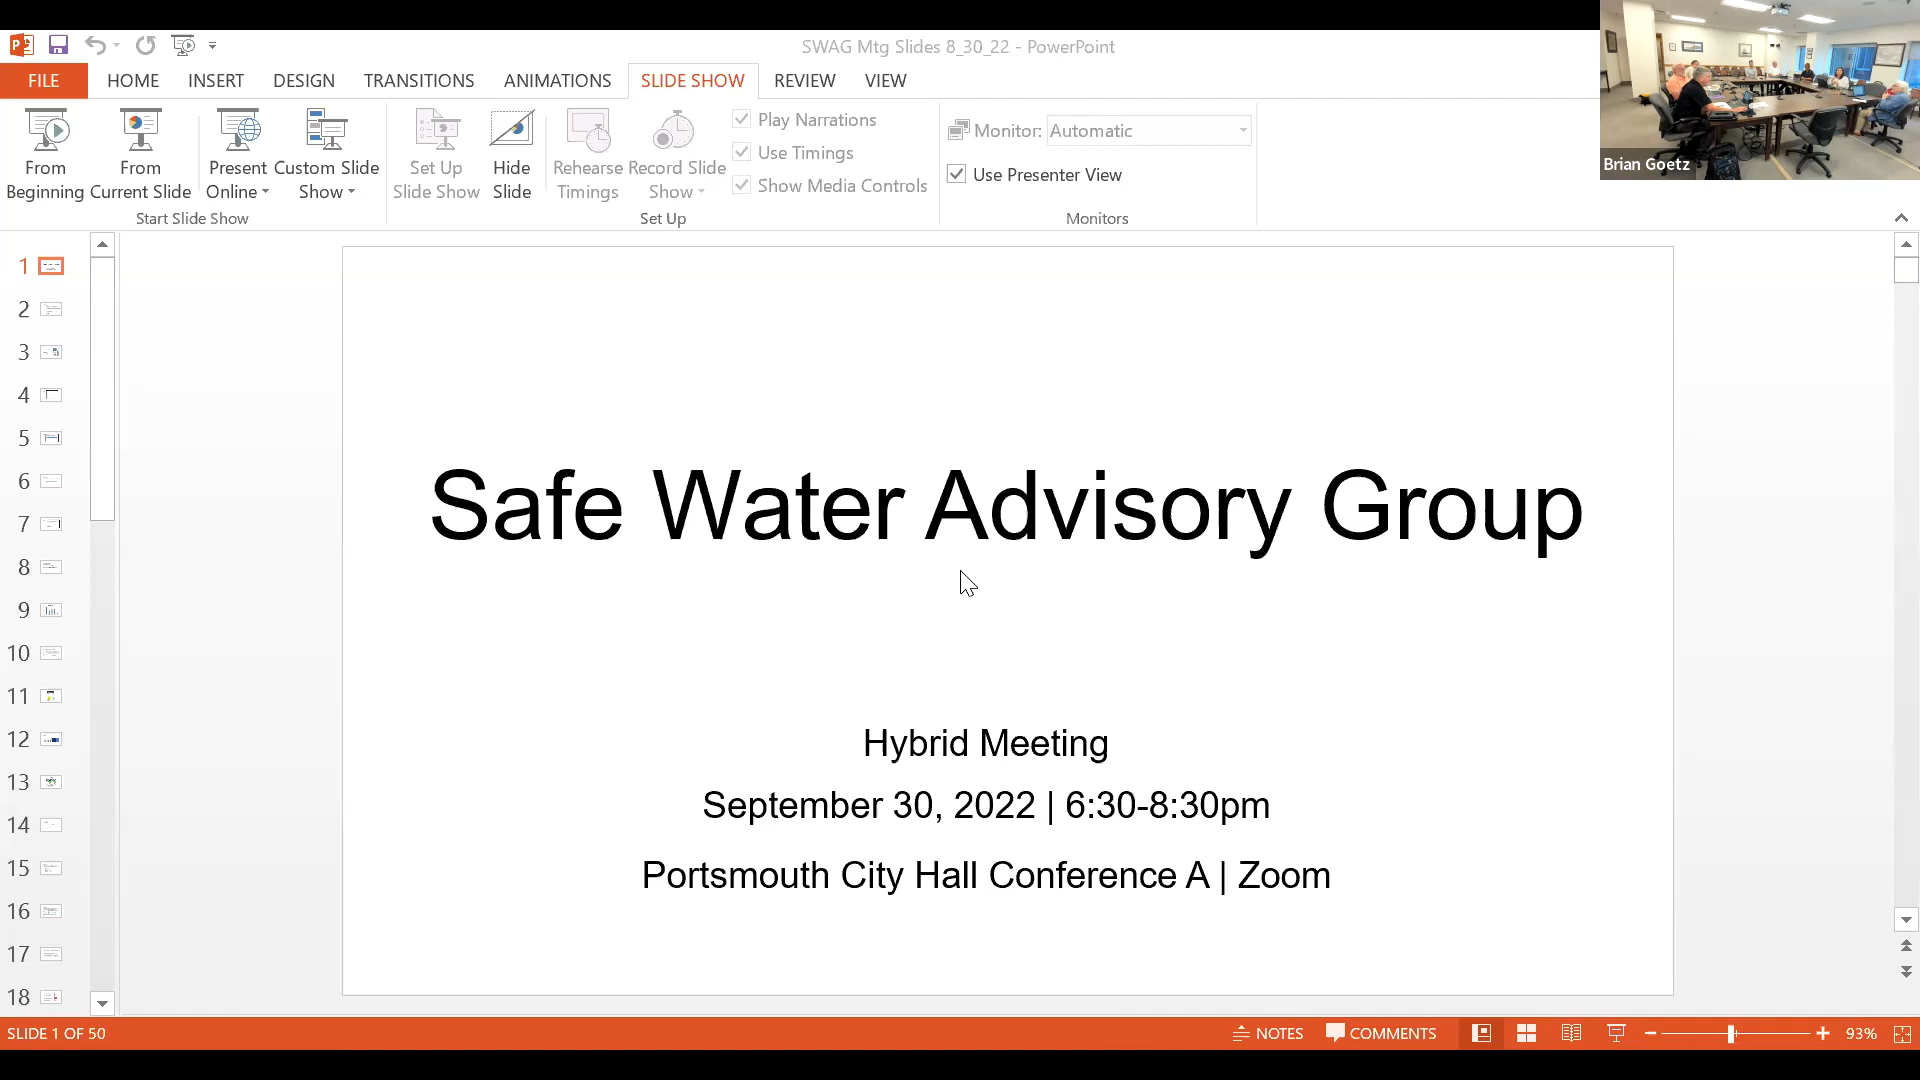 SWAG Mtg Slides 8_30_22 - PowerPoint
FILE HOME INSERT DESIGN TRANSITIONS ANIMATIONS SLIDE SHOW REVIEW VIEW
From Beginning
From Current Slide
Present Online
Custom Slide Show
Start Slide Show
Set Up Slide Show
Hide Slide
Rehearse Timings
Record Slide Show
Play Narrations
Use Timings
Show Media Controls
Set Up
Monitor: Automatic
Use Presenter View
Monitors
Brian Goetz
1
2
3
4
5
6
7
8
9
10
11
12
13
14
15
16
17
18
Safe Water Advisory Group
Hybrid Meeting
September 30, 2022 | 6:30-8:30pm
Portsmouth City Hall Conference A | Zoom
SLIDE 1 OF 50
NOTES COMMENTS 93%